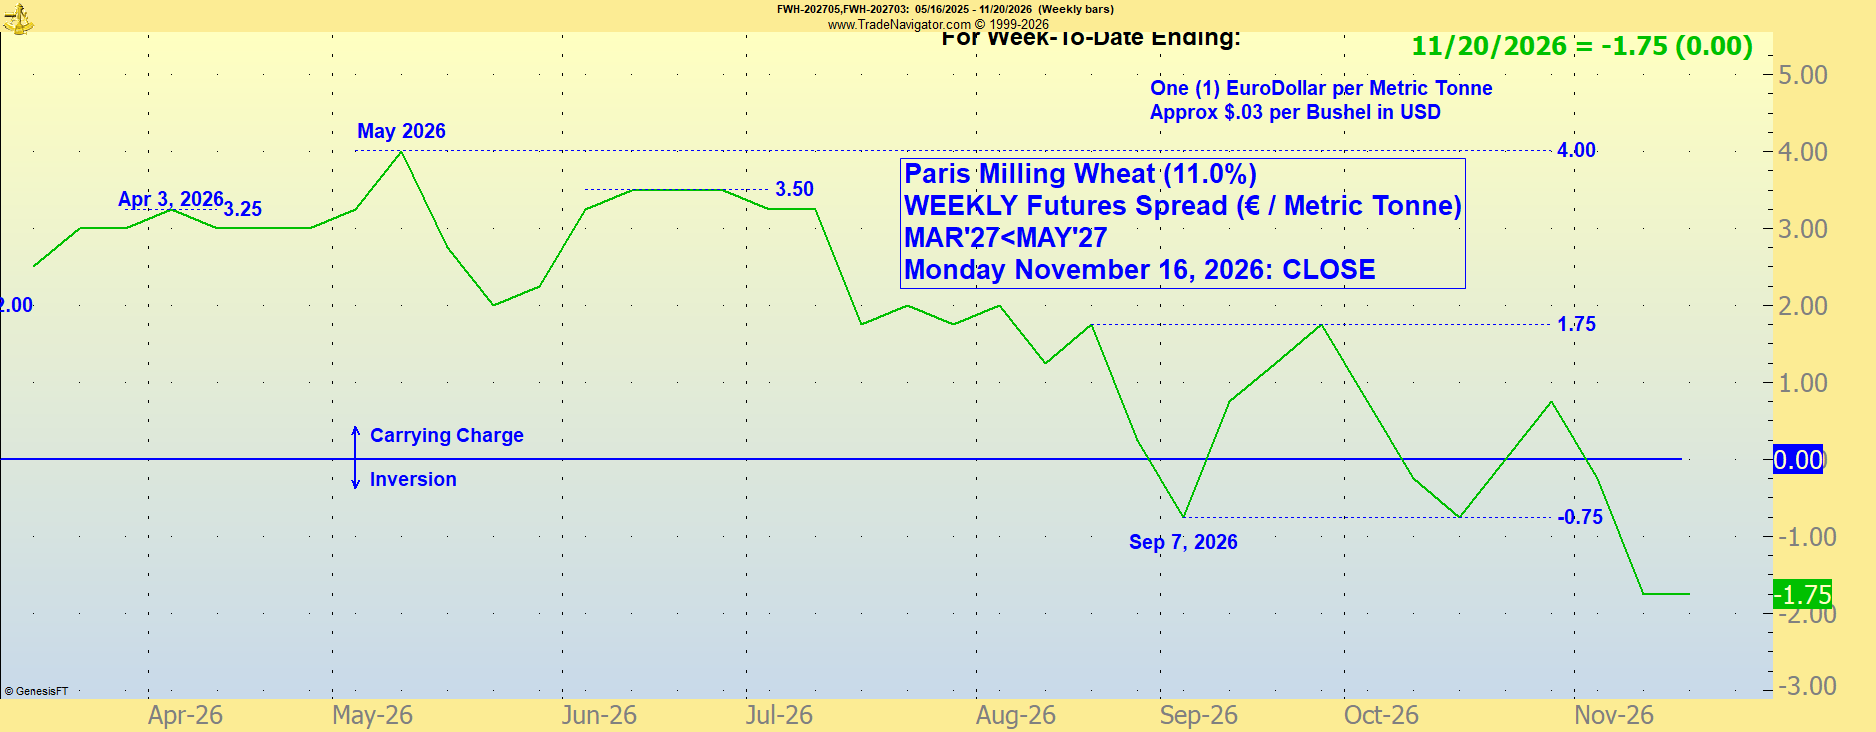 FWH-202705,FWH-202703: 05/16/2025 - 11/20/2026 (Weekly bars)
www.TradeNavigator.com © 1999-2026
For Week-To-Date Ending:
11/20/2026 = -1.75 (0.00)
One (1) EuroDollar per Metric Tonne
Approx $.03 per Bushel in USD
Paris Milling Wheat (11.0%)
WEEKLY Futures Spread (€ / Metric Tonne)
MAR'27<MAY'27
Monday November 16, 2026: CLOSE
May 2026
4.00
Apr 3, 2026
3.25
3.50
2.00
1.75
Carrying Charge
Inversion
-0.75
Sep 7, 2026
5.00
4.00
3.00
2.00
1.00
0.00
-1.00
-1.75
-2.00
-3.00
© GenesisFT
Apr-26
May-26
Jun-26
Jul-26
Aug-26
Sep-26
Oct-26
Nov-26